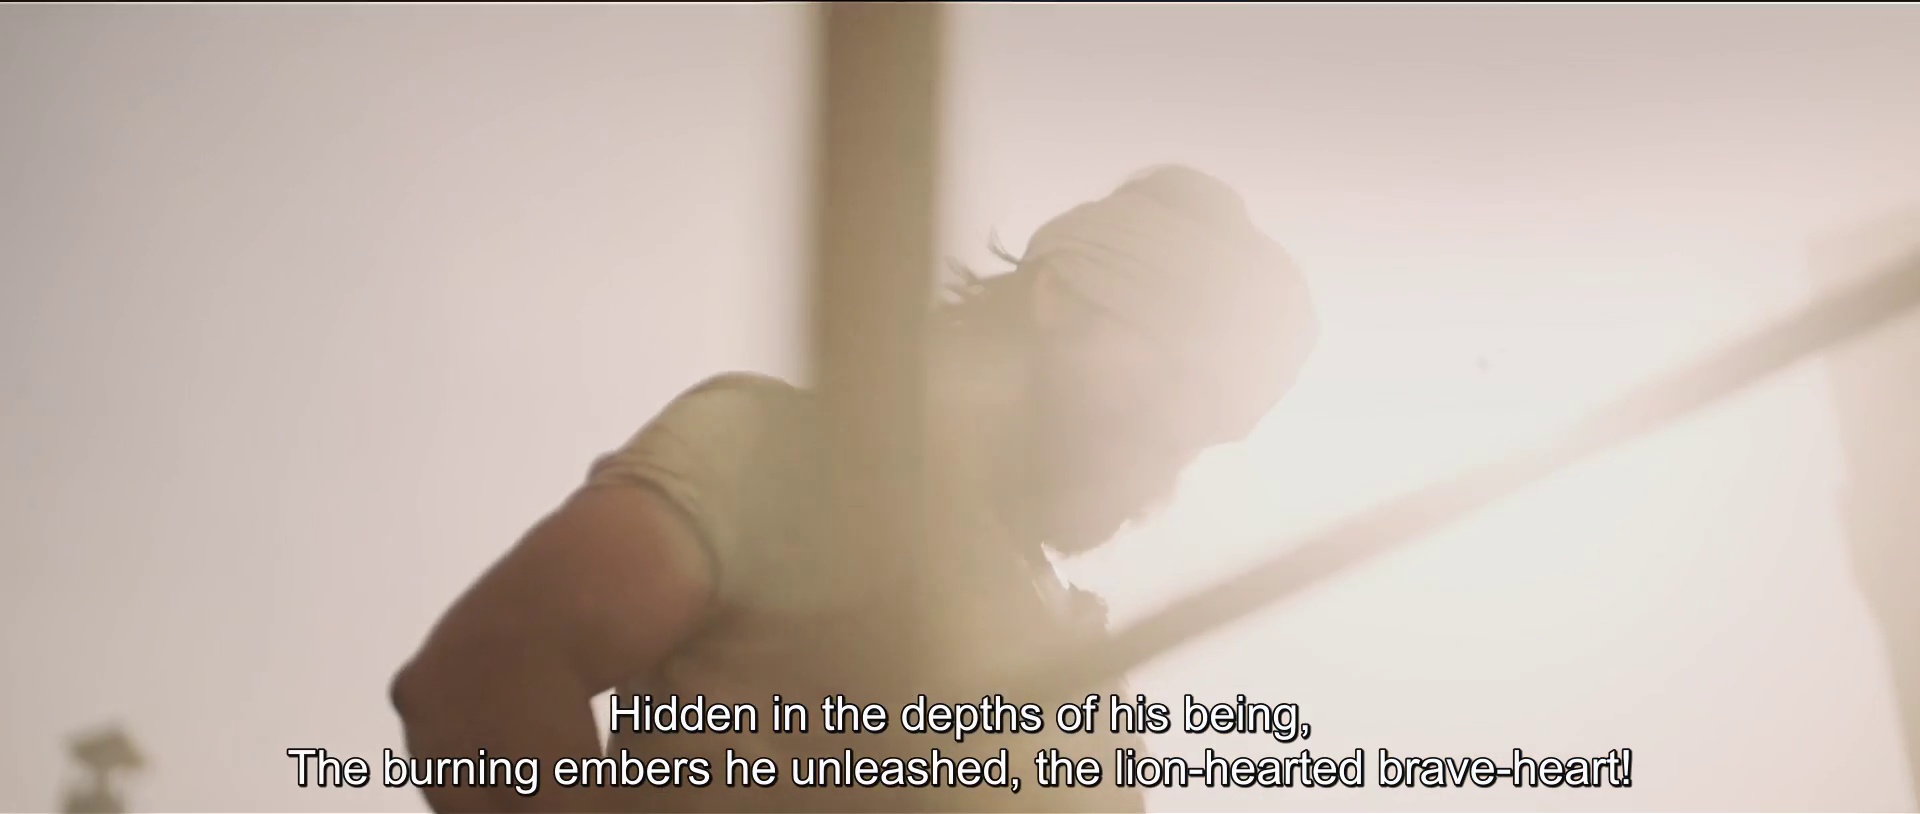 Hidden in the depths of his being,
The burning embers he unleashed, the lion-hearted brave-heart!